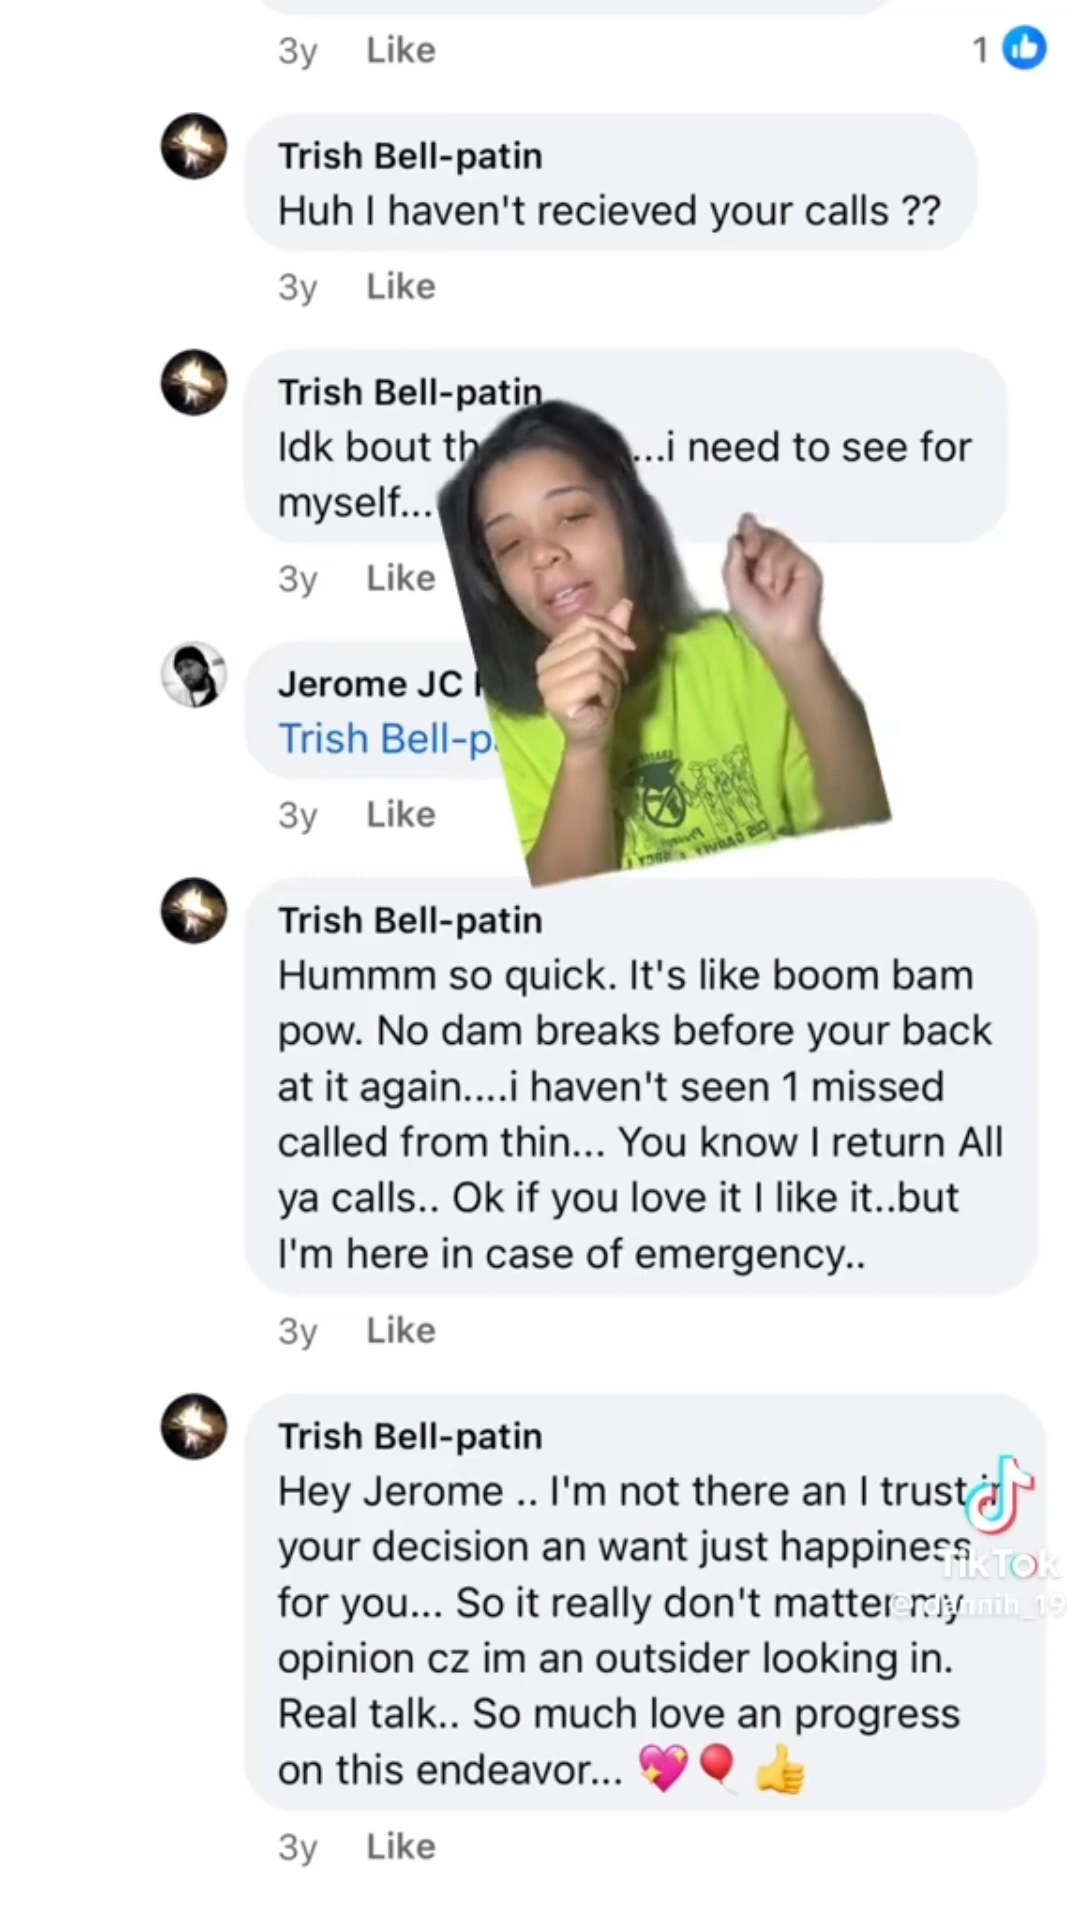 3y Like 1
Trish Bell-patin
Huh I haven't recieved your calls ??
3y Like
Trish Bell-patin
Idk bout ...i need to see for
myself...
3y Like
Jerome JC
Trish Bell-p
3y Like
Trish Bell-patin
Hummm so quick. It's like boom bam
pow. No dam breaks before your back
at it again....i haven't seen 1 missed
called from thin... You know I return All
ya calls.. Ok if you love it I like it..but
I'm here in case of emergency..
3y Like
Trish Bell-patin
Hey Jerome .. I'm not there an I trust in
your decision an want just happiness
for you... So it really don't matter my
opinion cz im an outsider looking in.
Real talk.. So much love an progress
on this endeavor... 💖🎈👍
3y Like
TikTok
@dannih_19